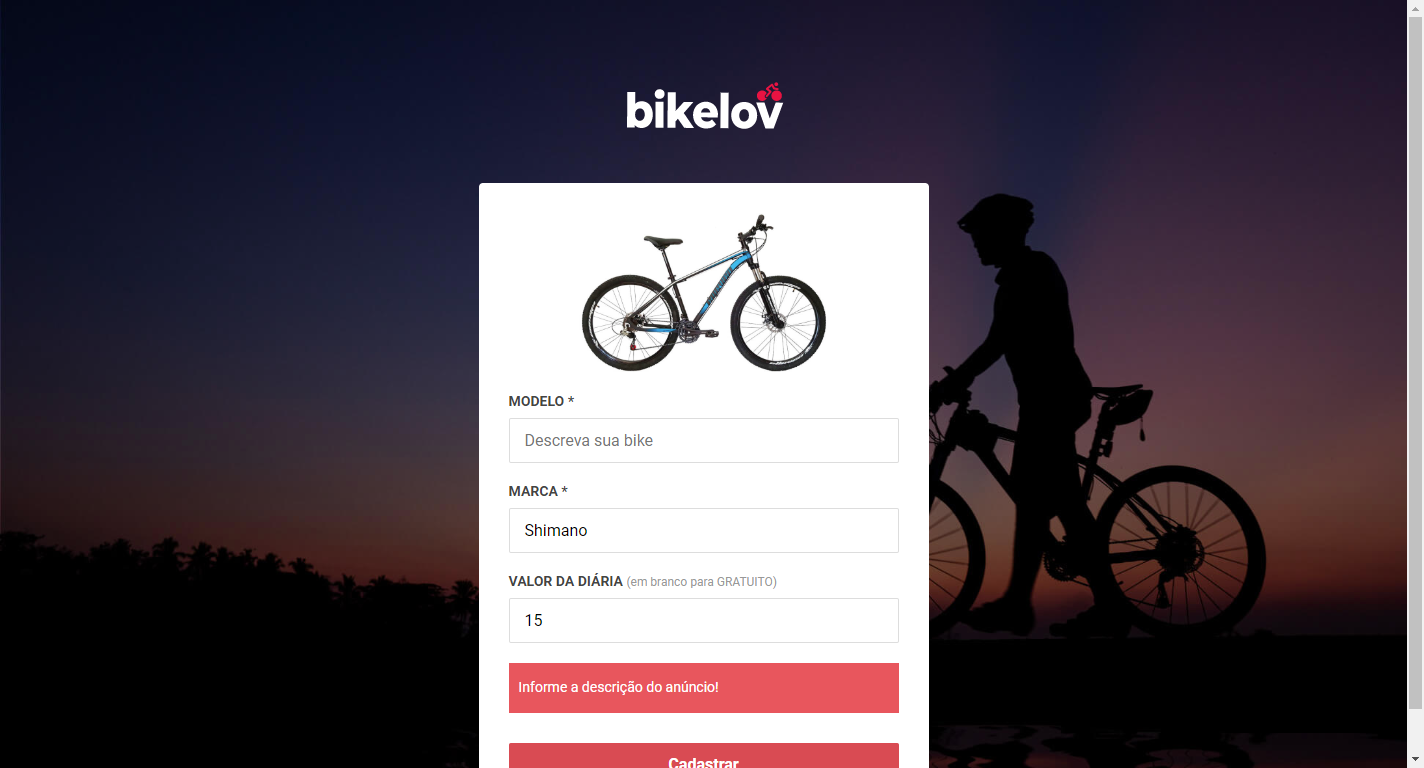 bikelov
MODELO *
Descreva sua bike
MARCA *
Shimano
VALOR DA DIÁRIA (em branco para GRATUITO)
15
Informe a descrição do anúncio!
Cadastrar